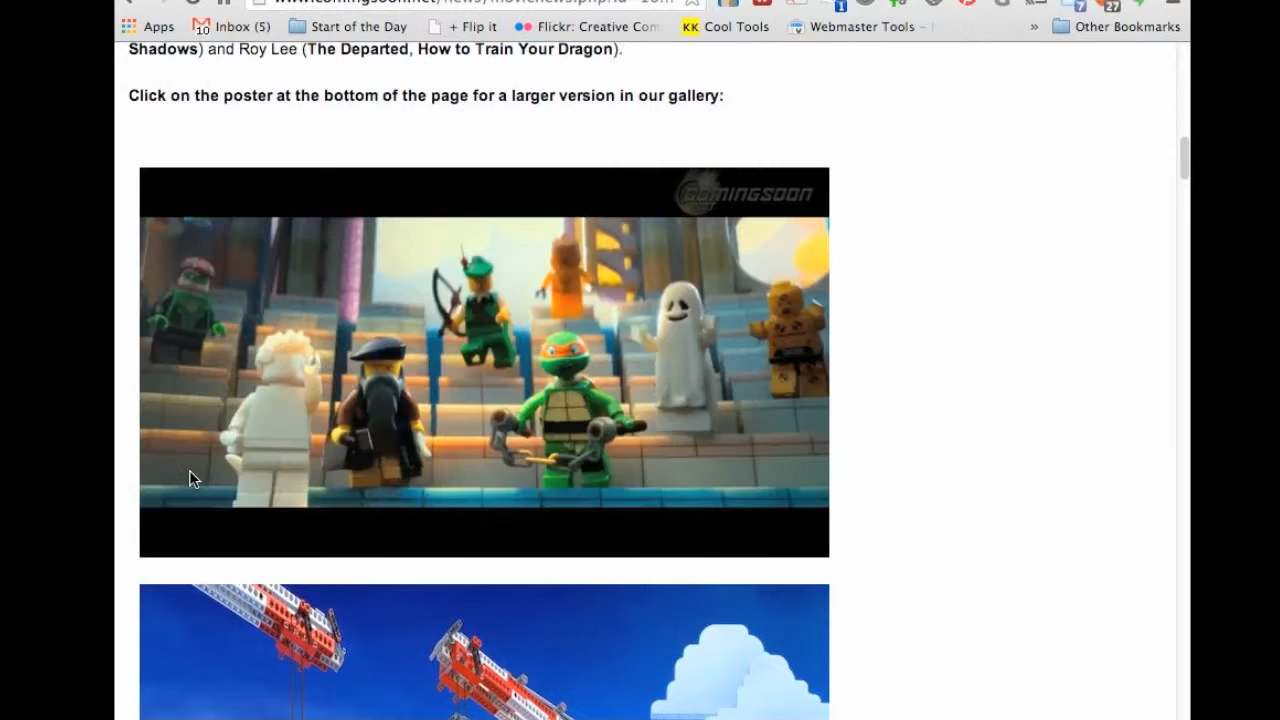 Apps
Inbox (5)
Start of the Day
+ Flip it
Flickr: Creative Com
KK Cool Tools
Webmaster Tools -
»
Other Bookmarks
10
1
7
27
Shadows) and Roy Lee (The Departed, How to Train Your Dragon).
Click on the poster at the bottom of the page for a larger version in our gallery:
COMINGSOON